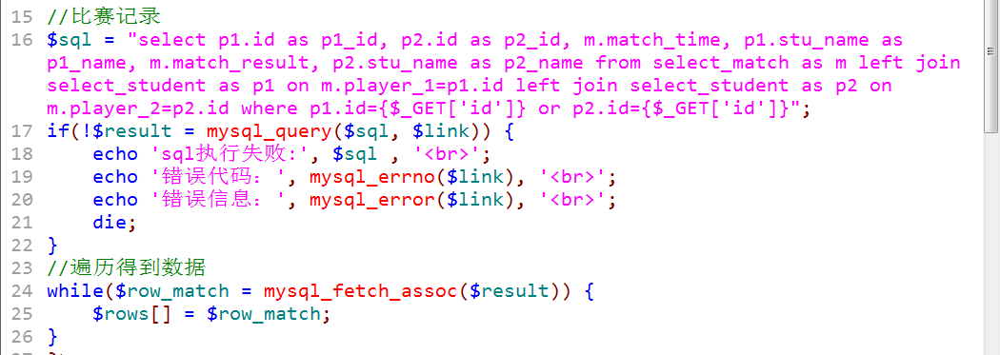 15 //比赛记录
16 $sql = "select p1.id as p1_id, p2.id as p2_id, m.match_time, p1.stu_name as
p1_name, m.match_result, p2.stu_name as p2_name from select_match as m left join
select_student as p1 on m.player_1=p1.id left join select_student as p2 on
m.player_2=p2.id where p1.id={$_GET['id']} or p2.id={$_GET['id']}";
17 if(!$result = mysql_query($sql, $link)) {
18     echo 'sql执行失败:', $sql , '<br>';
19     echo '错误代码：', mysql_errno($link), '<br>';
20     echo '错误信息：', mysql_error($link), '<br>';
21     die;
22 }
23 //遍历得到数据
24 while($row_match = mysql_fetch_assoc($result)) {
25     $rows[] = $row_match;
26 }